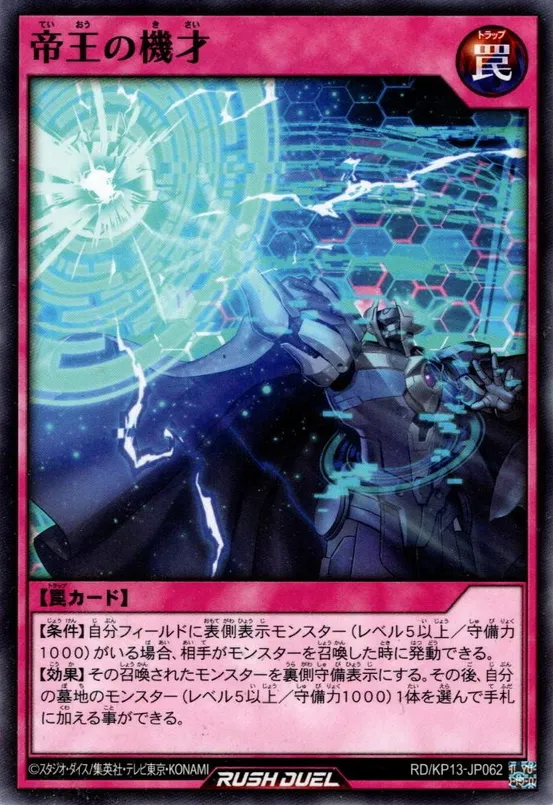 帝王の機才
トラップ
罠
【罠カード】
【条件】自分フィールドに表側表示モンスター(レベル5以上／守備力
1000)がいる場合、相手がモンスターを召喚した時に発動できる。
【効果】その召喚されたモンスターを裏側守備表示にする。その後、自分
の墓地のモンスター(レベル5以上／守備力1000)1体を選んで手札
に加える事ができる。
©スタジオ・ダイス/集英社・テレビ東京・KONAMI
RUSH DUEL
RD/KP13-JP062